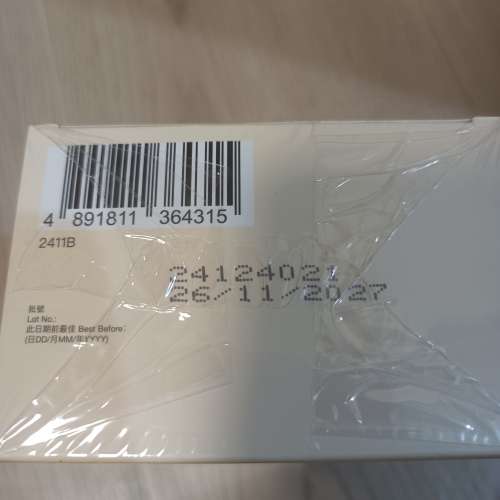 4 891811 364315
2411B
24124021
26/11/2027
批號
Lot No.:
此日期前最佳 Best Before:
(日DD/月MM/年YYYY)